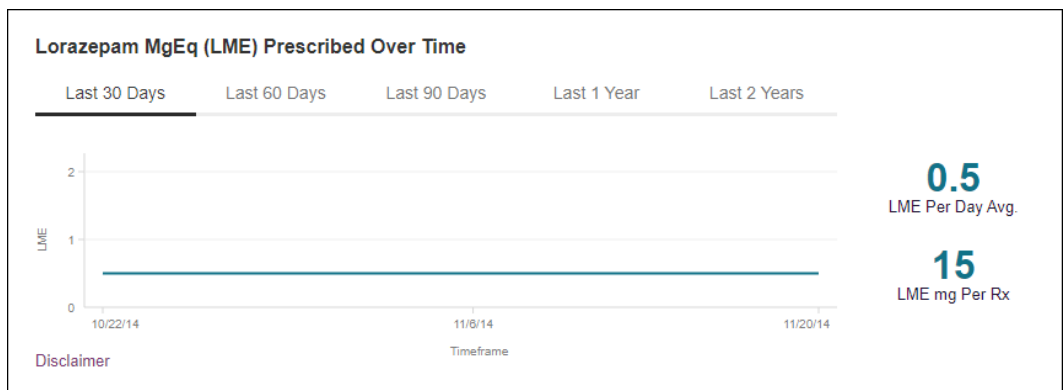 Lorazepam MgEq (LME) Prescribed Over Time
Last 30 Days Last 60 Days Last 90 Days Last 1 Year Last 2 Years
2
1
0
LME
10/22/14 11/6/14 11/20/14
Timeframe
Disclaimer
0.5
LME Per Day Avg.
15
LME mg Per Rx